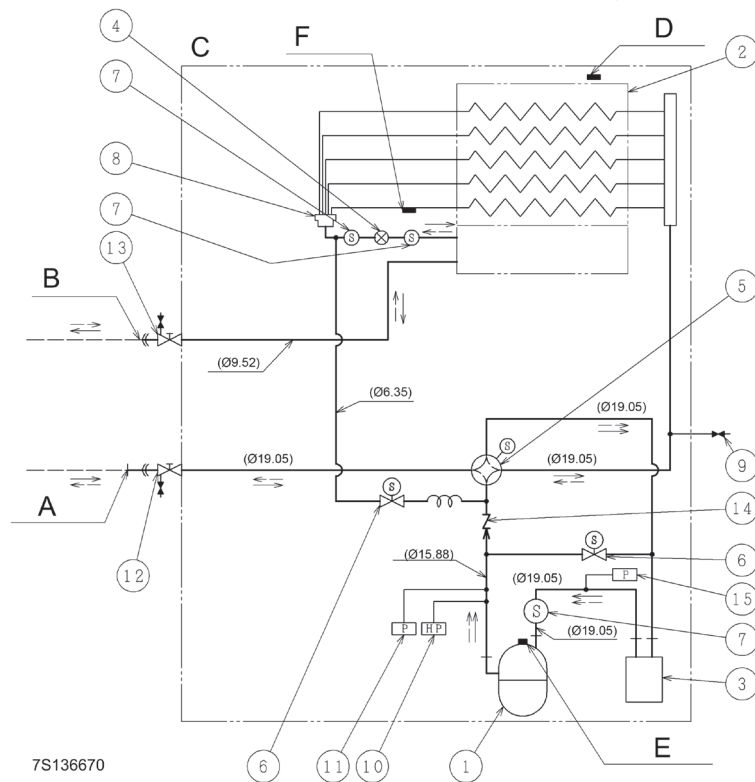 4
F
D
C
7
2
8
7
S
S
13
B
5
(Ø9.52)
(Ø6.35)
(Ø19.05)
S
(Ø19.05)
(Ø19.05)
9
A
S
14
12
S
6
(Ø15.88)
(Ø19.05)
P
15
S
7
P
HP
(Ø19.05)
3
7S136670
6
11
10
1
E